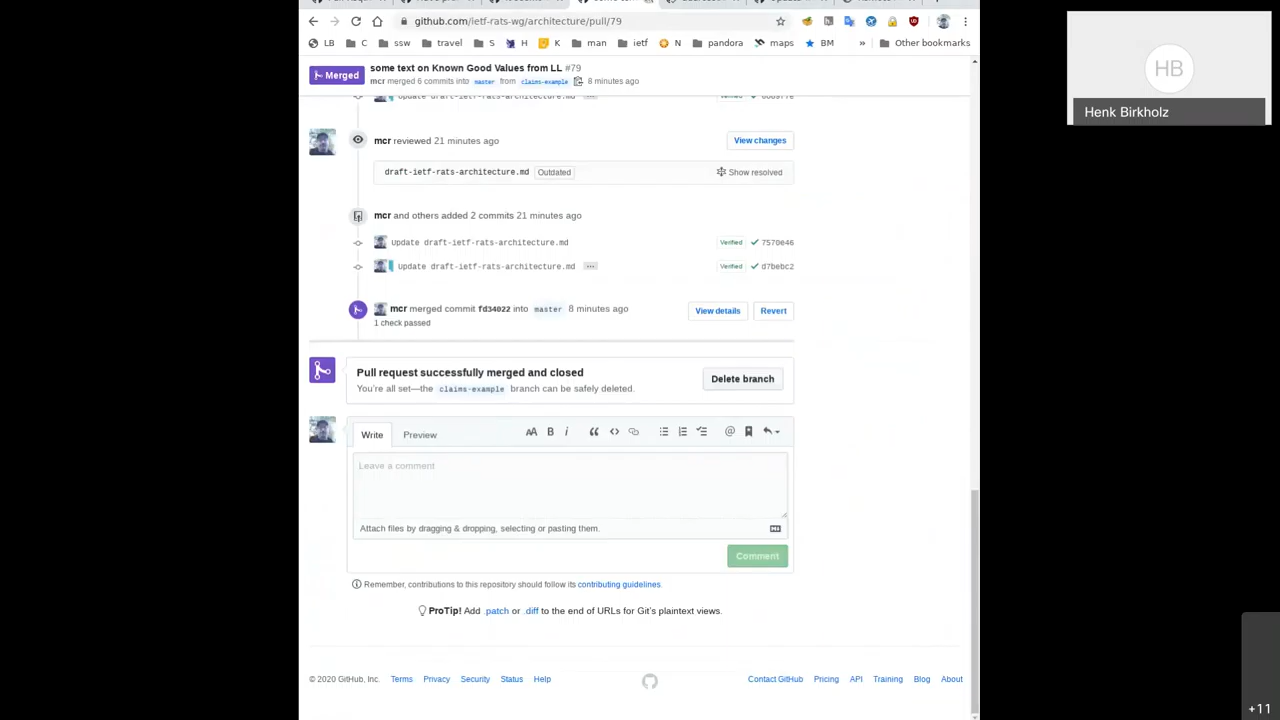 github.com/ietf-rats-wg/architecture/pull/79
LB
C
ssw
travel
S
H
K
man
ietf
N
pandora
maps
BM
»
Other bookmarks
Merged
some text on Known Good Values from LL #79
mcr merged 6 commits into master from claims-example 8 minutes ago
Update draft-ietf-rats-architecture.md
Verified
mcr reviewed 21 minutes ago
View changes
draft-ietf-rats-architecture.md Outdated
Show resolved
mcr and others added 2 commits 21 minutes ago
Update draft-ietf-rats-architecture.md
Verified 7570e46
Update draft-ietf-rats-architecture.md
Verified d7bebc2
mcr merged commit fd34022 into master 8 minutes ago
View details
Revert
1 check passed
Pull request successfully merged and closed
You're all set—the claims-example branch can be safely deleted.
Delete branch
Write
Preview
AA B i
Leave a comment
Attach files by dragging & dropping, selecting or pasting them.
Comment
Remember, contributions to this repository should follow its contributing guidelines.
ProTip! Add .patch or .diff to the end of URLs for Git's plaintext views.
© 2020 GitHub, Inc.
Terms
Privacy
Security
Status
Help
Contact GitHub
Pricing
API
Training
Blog
About
HB
Henk Birkholz
+11